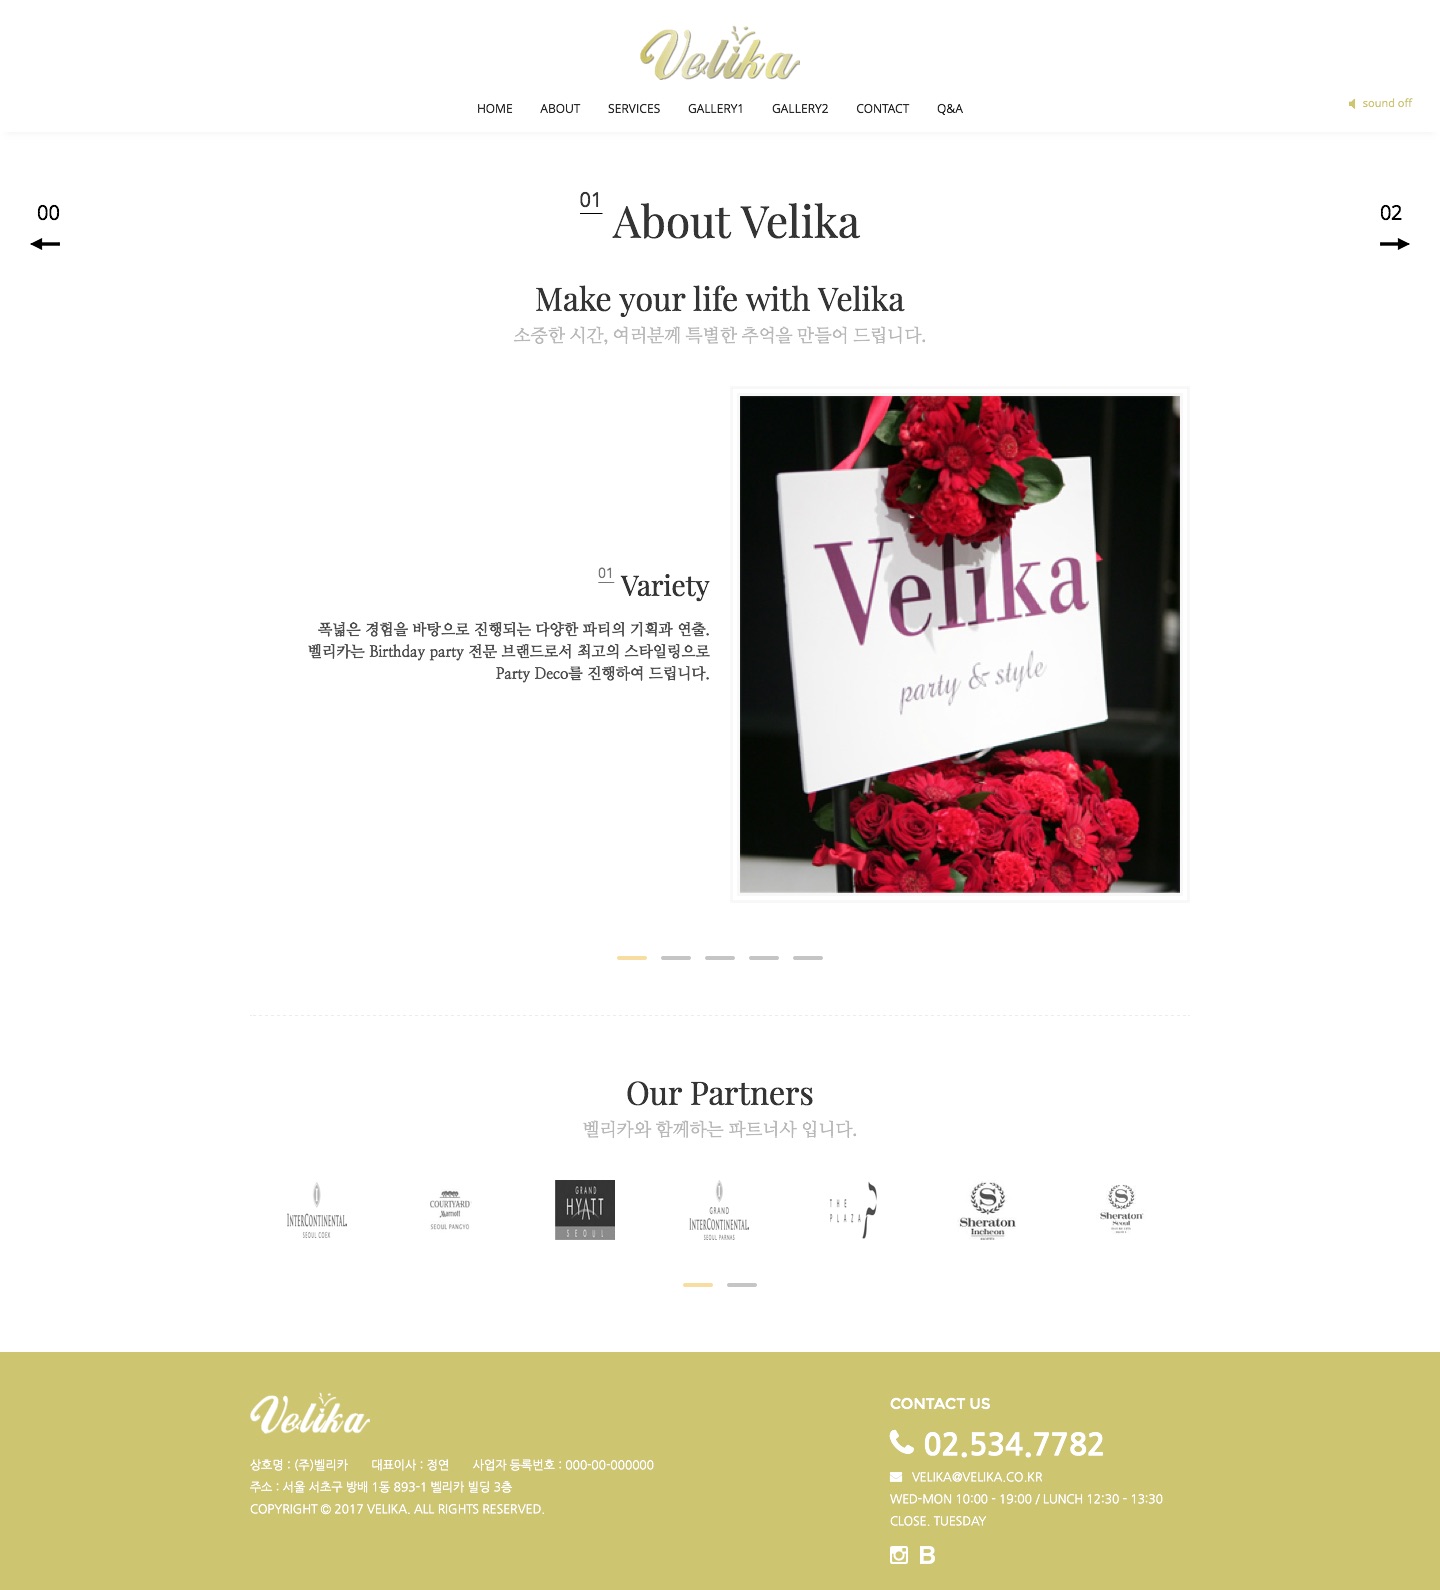 Velika
HOME ABOUT SERVICES GALLERY1 GALLERY2 CONTACT Q&A
sound off
00
01 About Velika
02
Make your life with Velika
소중한 시간, 여러분께 특별한 추억을 만들어 드립니다.
01 Variety
폭넓은 경험을 바탕으로 진행되는 다양한 파티의 기획과 연출.
벨리카는 Birthday party 전문 브랜드로서 최고의 스타일링으로
Party Deco를 진행하여 드립니다.
Velika
party & style
Our Partners
벨리카와 함께하는 파트너사 입니다.
INTERCONTINENTAL.
SEOUL COEX
COURTYARD
Marriott
SEOUL PANGYO
GRAND
HYATT
SEOUL
GRAND
INTERCONTINENTAL.
SEOUL PARNAS
THE
PLAZA
S
Sheraton
Incheon
S
Sheraton
Seoul
Velika
상호명 : (주)벨리카 대표이사 : 정연 사업자 등록번호 : 000-00-000000
주소 : 서울 서초구 방배 1동 893-1 벨리카 빌딩 3층
COPYRIGHT © 2017 VELIKA. ALL RIGHTS RESERVED.
CONTACT US
02.534.7782
VELIKA@VELIKA.CO.KR
WED-MON 10:00 - 19:00 / LUNCH 12:30 - 13:30
CLOSE. TUESDAY
B